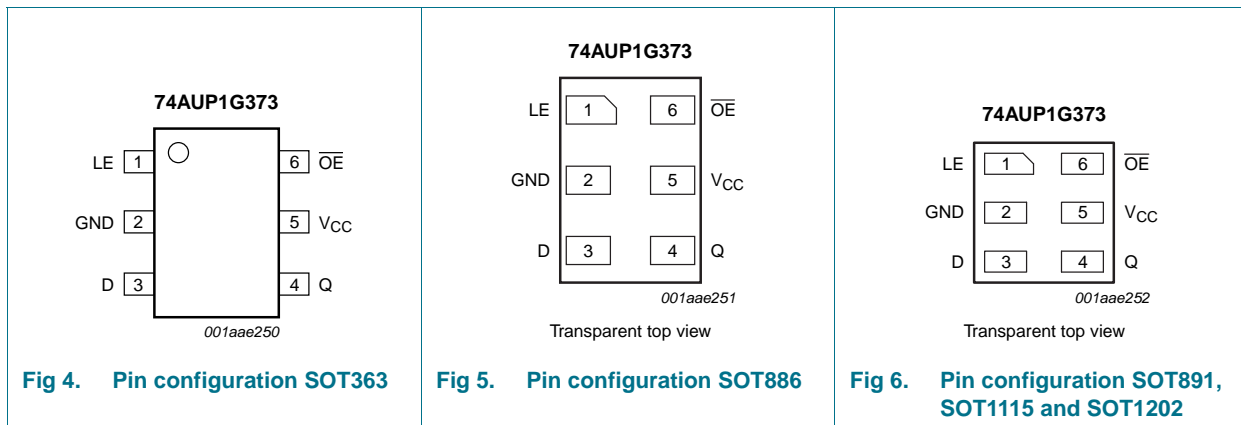 74AUP1G373
LE 1 6 O̅E̅
GND 2 5 VCC
D 3 4 Q
001aae250
Fig 4. Pin configuration SOT363
74AUP1G373
LE 1 6 O̅E̅
GND 2 5 VCC
D 3 4 Q
001aae251
Transparent top view
Fig 5. Pin configuration SOT886
74AUP1G373
LE 1 6 O̅E̅
GND 2 5 VCC
D 3 4 Q
001aae252
Transparent top view
Fig 6. Pin configuration SOT891,
SOT1115 and SOT1202